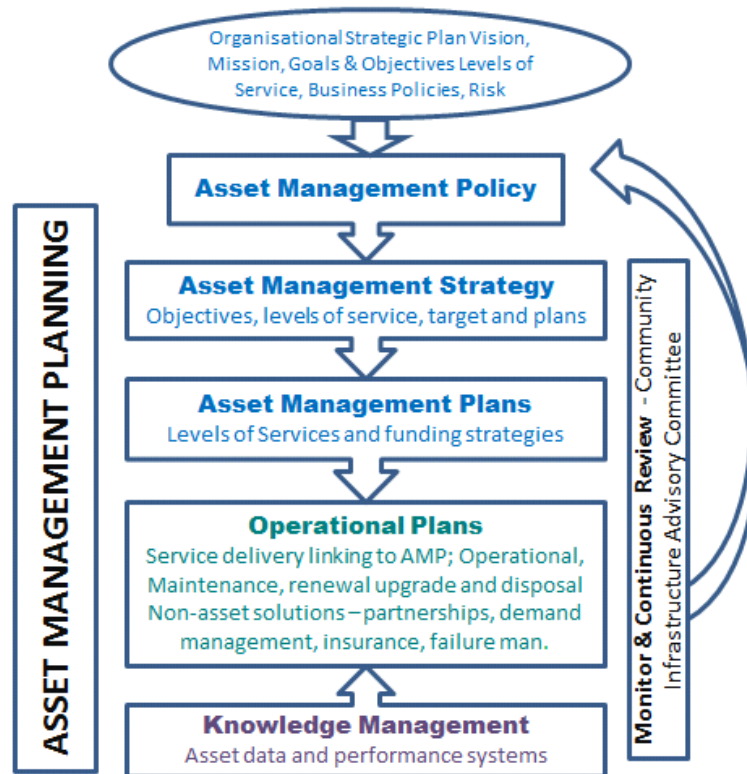 Organisational Strategic Plan Vision,
Mission, Goals & Objectives Levels of
Service, Business Policies, Risk
Asset Management Policy
ASSET MANAGEMENT PLANNING
Asset Management Strategy
Objectives, levels of service, target and plans
Asset Management Plans
Levels of Services and funding strategies
Operational Plans
Service delivery linking to AMP; Operational,
Maintenance, renewal upgrade and disposal
Non-asset solutions – partnerships, demand
management, insurance, failure man.
Knowledge Management
Asset data and performance systems
Monitor & Continuous Review - Community
Infrastructure Advisory Committee